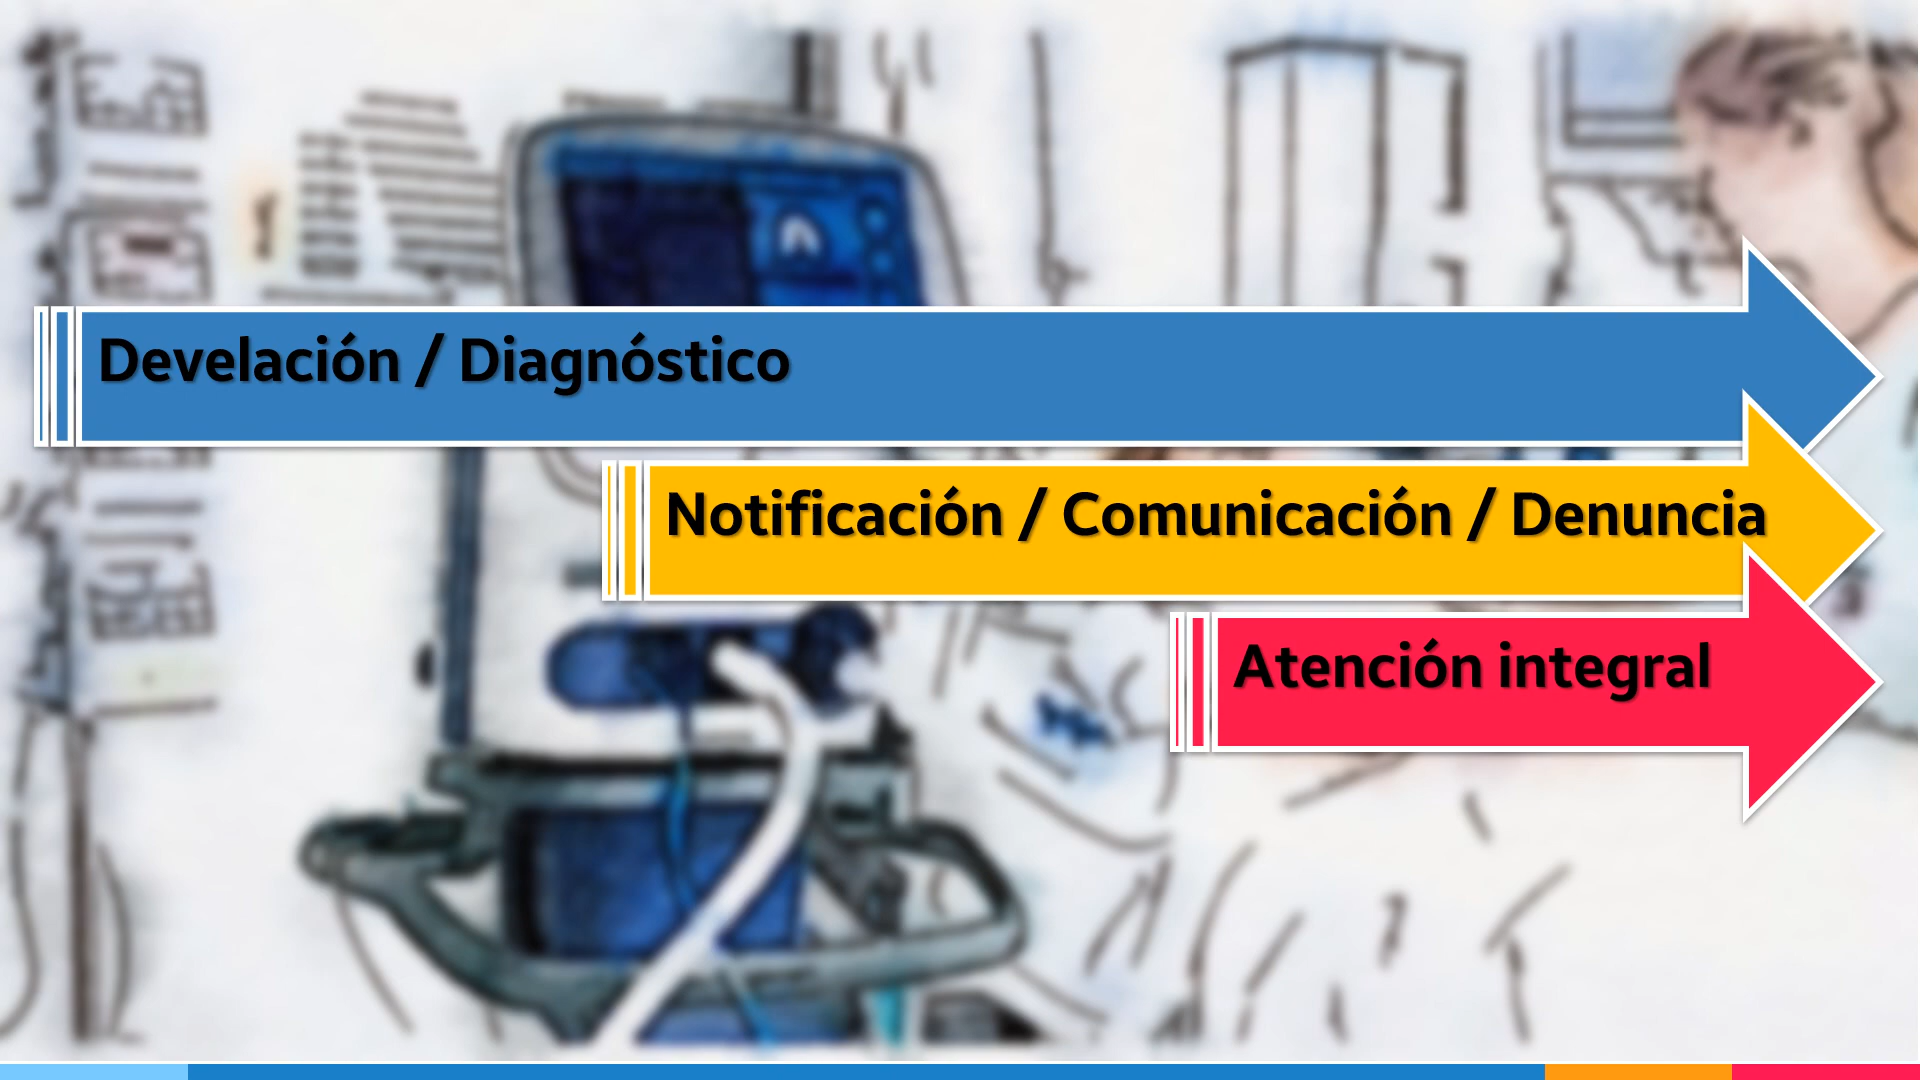 Develación / Diagnóstico
Notificación / Comunicación / Denuncia
Atención integral